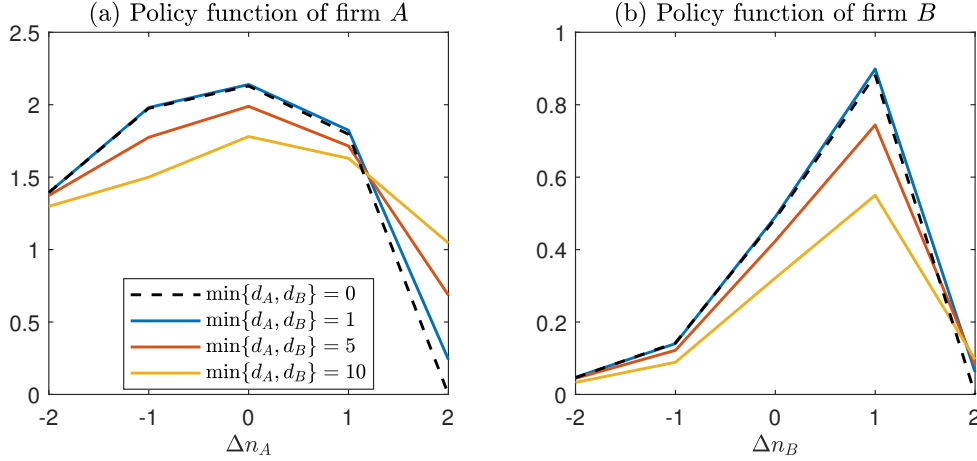 (a) Policy function of firm A
2.5
2
1.5
1
0.5
0
-2 -1 0 1 2
Δn_A
min{d_A, d_B} = 0
min{d_A, d_B} = 1
min{d_A, d_B} = 5
min{d_A, d_B} = 10
(b) Policy function of firm B
1
0.8
0.6
0.4
0.2
0
-2 -1 0 1 2
Δn_B